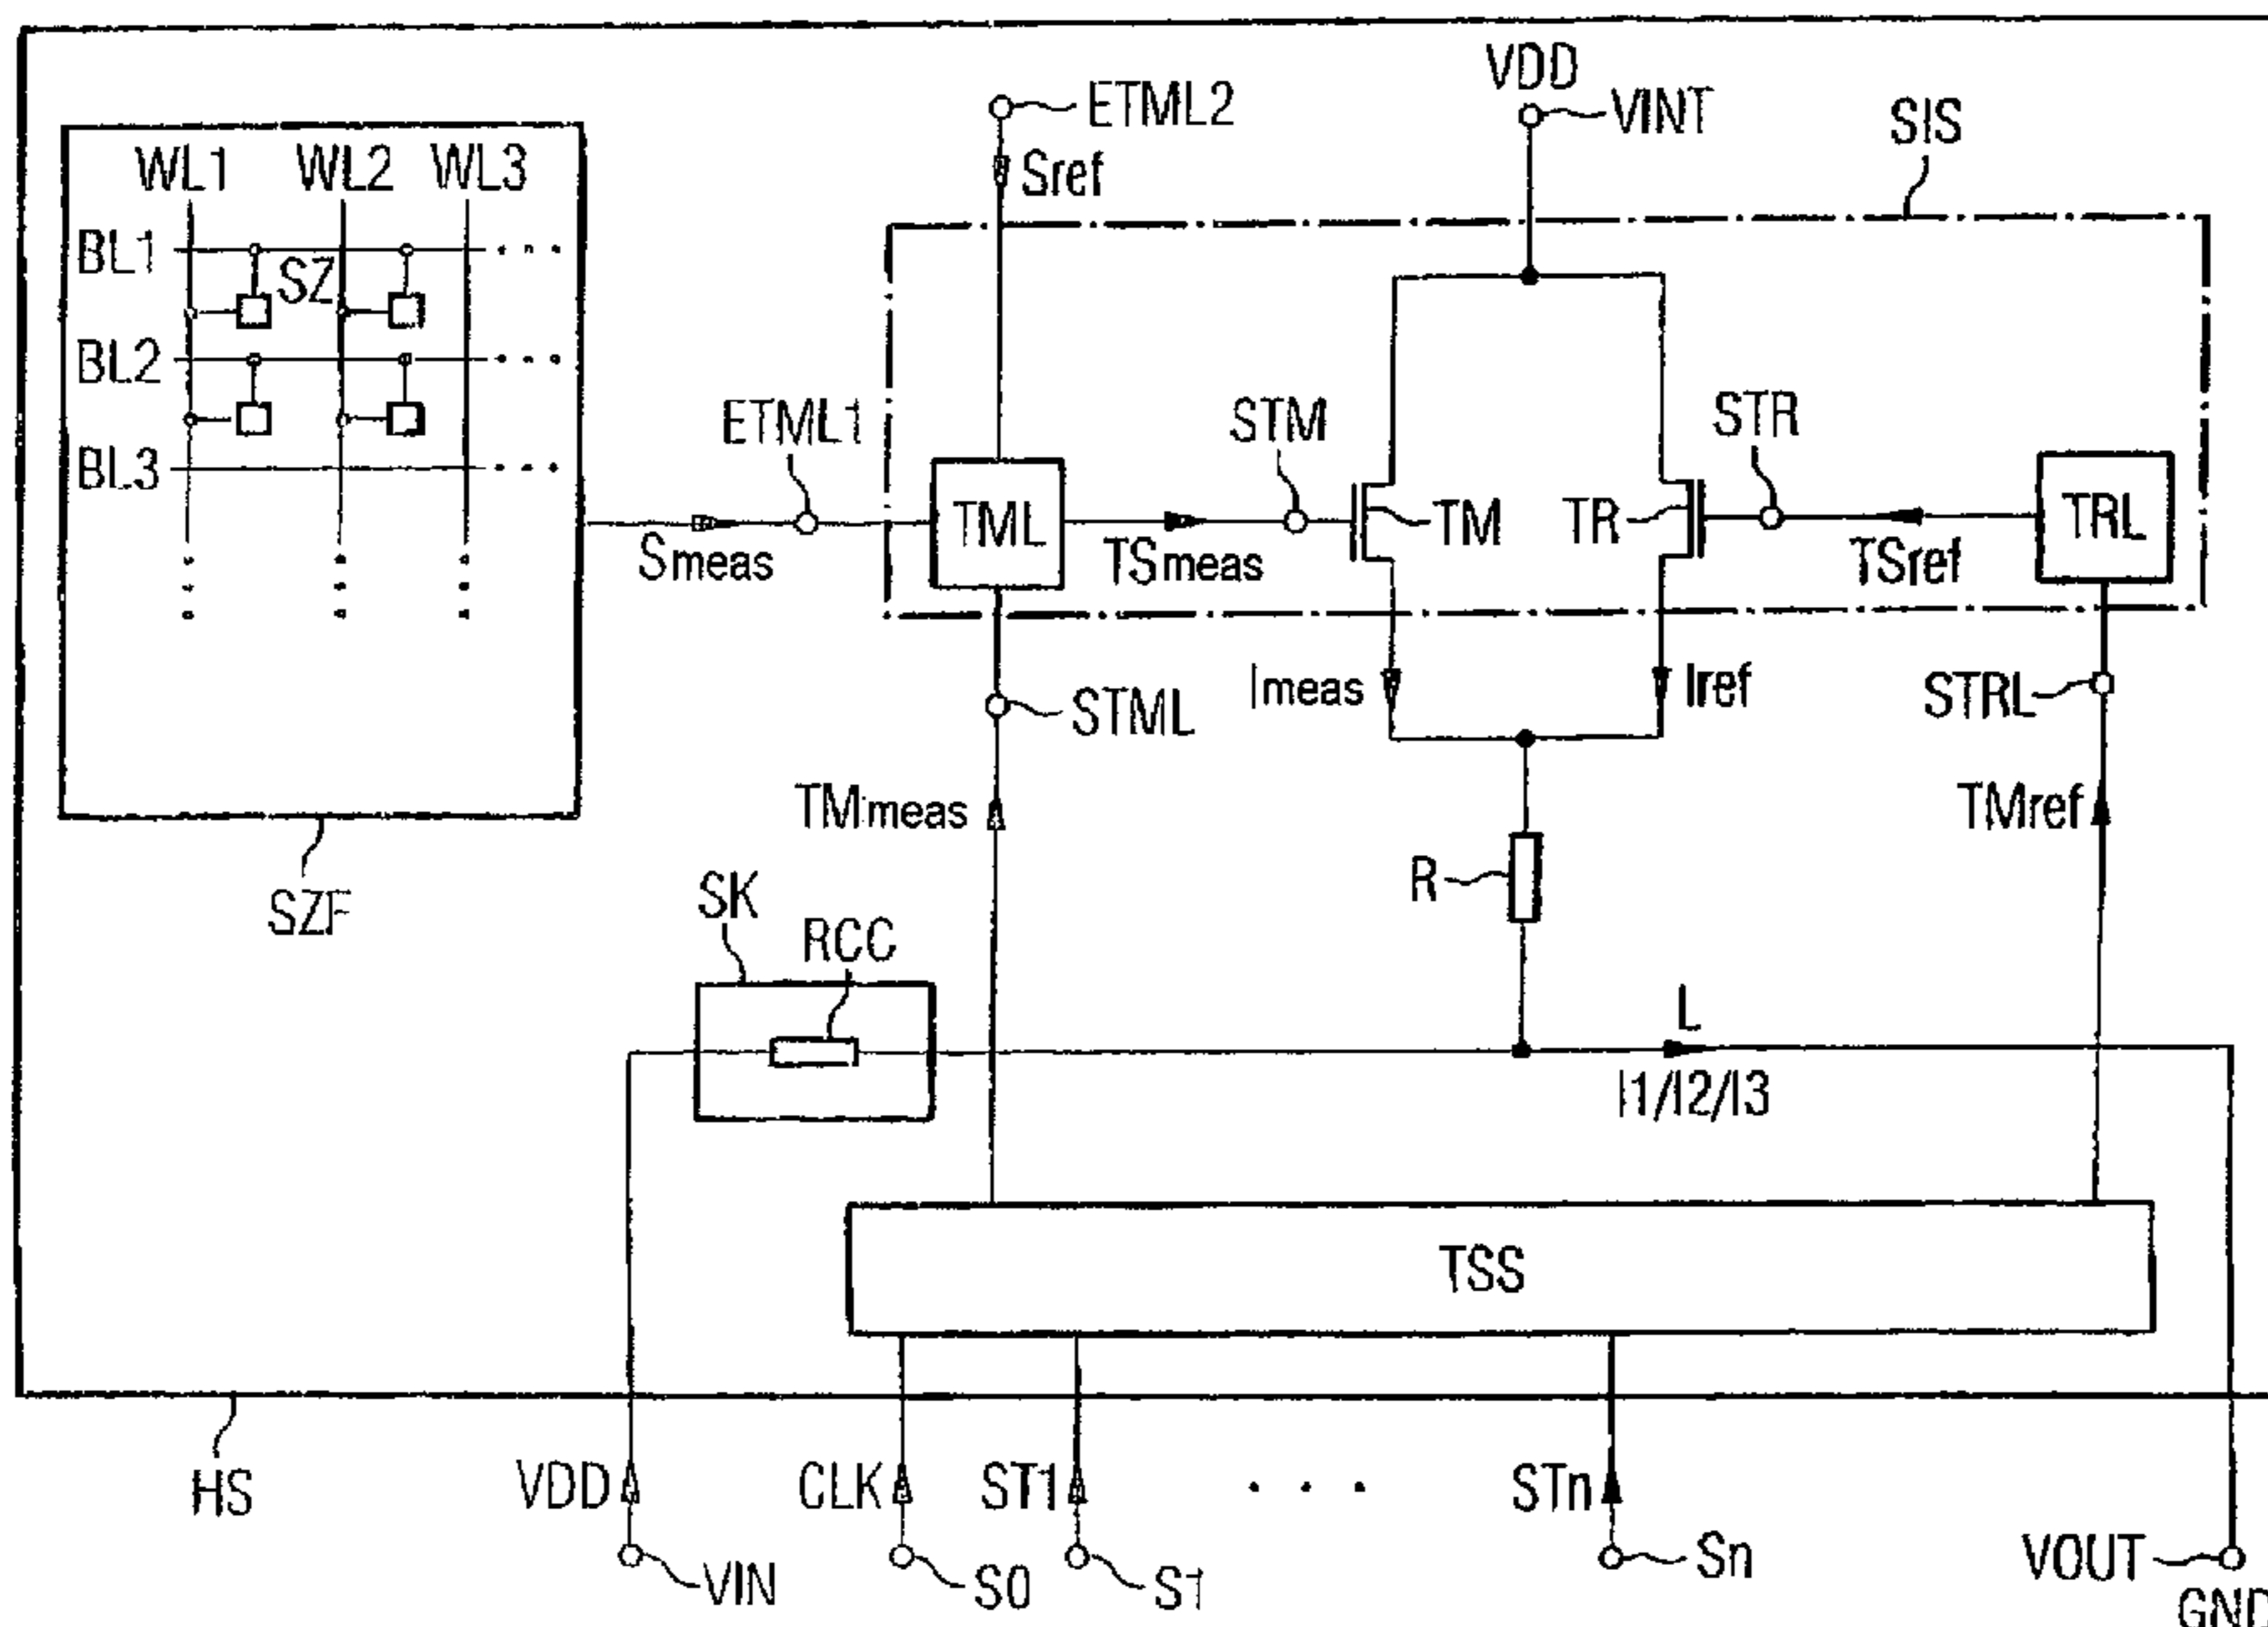 VDD
ETML2
VINT
SIS
Sref
WL1 WL2 WL3
BL1
SZ
BL2
BL3
ETML1
STM
STR
TML
TM
TR
TRL
Smeas
TSmeas
TSref
Imeas
Iref
STML
STRL
TMmeas
TMref
SZF
SK
RCC
R
L
I1/I2/I3
TSS
HS
VDD
CLK
ST1
. . .
STn
VIN
S0
S1
Sn
VOUT
GND